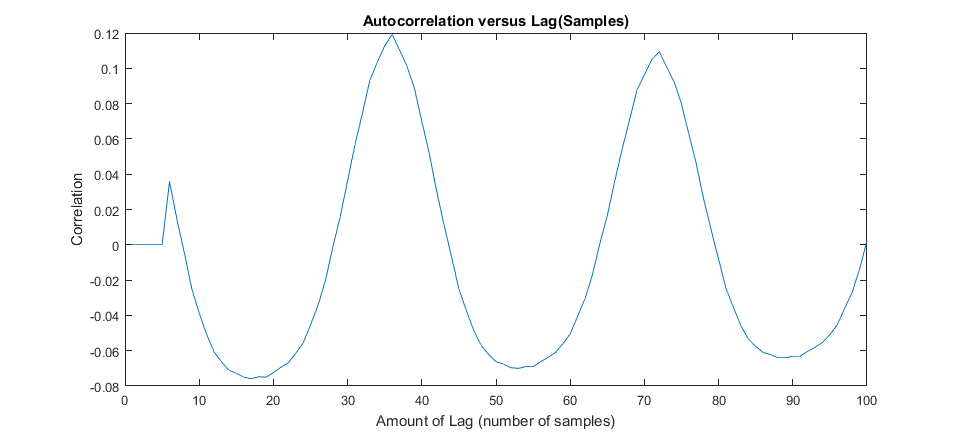 Autocorrelation versus Lag(Samples)
0.12
0.1
0.08
0.06
0.04
0.02
0
-0.02
-0.04
-0.06
-0.08
Correlation
0 10 20 30 40 50 60 70 80 90 100
Amount of Lag (number of samples)